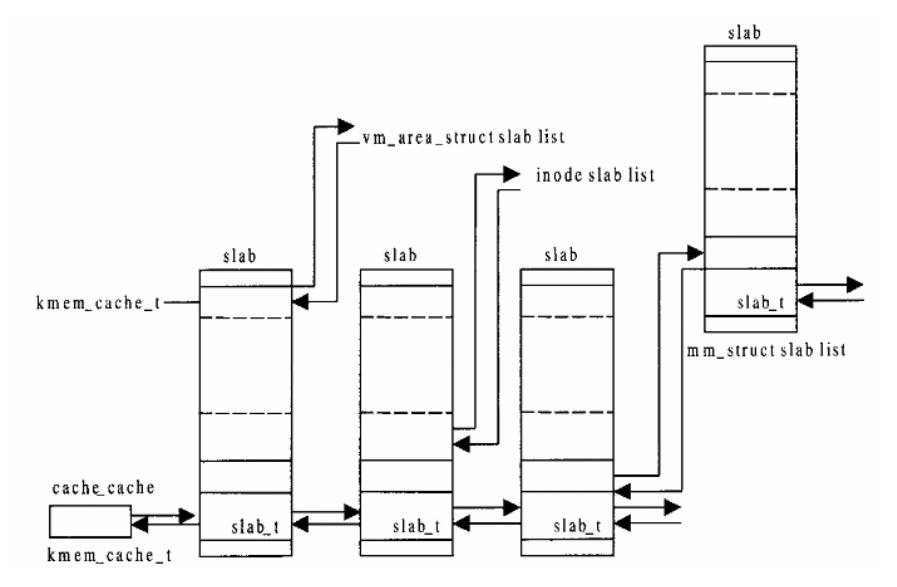 slab
vm_area_struct slab list
inode slab list
slab
slab
slab
kmem_cache_t
slab_t
mm_struct slab list
cache_cache
slab_t
slab_t
slab_t
kmem_cache_t